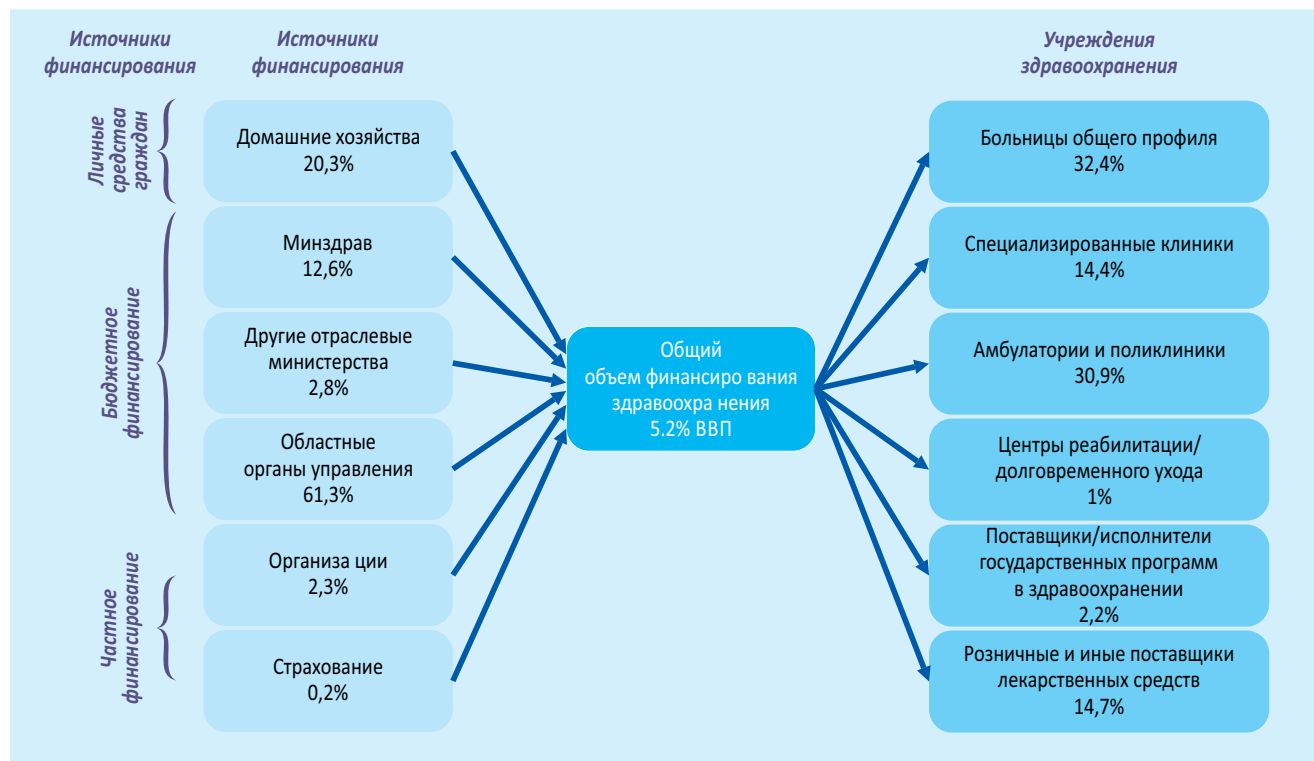 Источники
финансирования
Источники
финансирования
Учреждения
здравоохранения
Личные
средства
граждан
Домашние хозяйства
20,3%
Бюджетное
финансирование
Минздрав
12,6%
Другие отраслевые
министерства
2,8%
Областные
органы управления
61,3%
Частное
финансирование
Организа ции
2,3%
Страхование
0,2%
Общий
объем финансиро вания
здравоохра нения
5.2% ВВП
Больницы общего профиля
32,4%
Специализированные клиники
14,4%
Амбулатории и поликлиники
30,9%
Центры реабилитации/
долговременного ухода
1%
Поставщики/исполнители
государственных программ
в здравоохранении
2,2%
Розничные и иные поставщики
лекарственных средств
14,7%